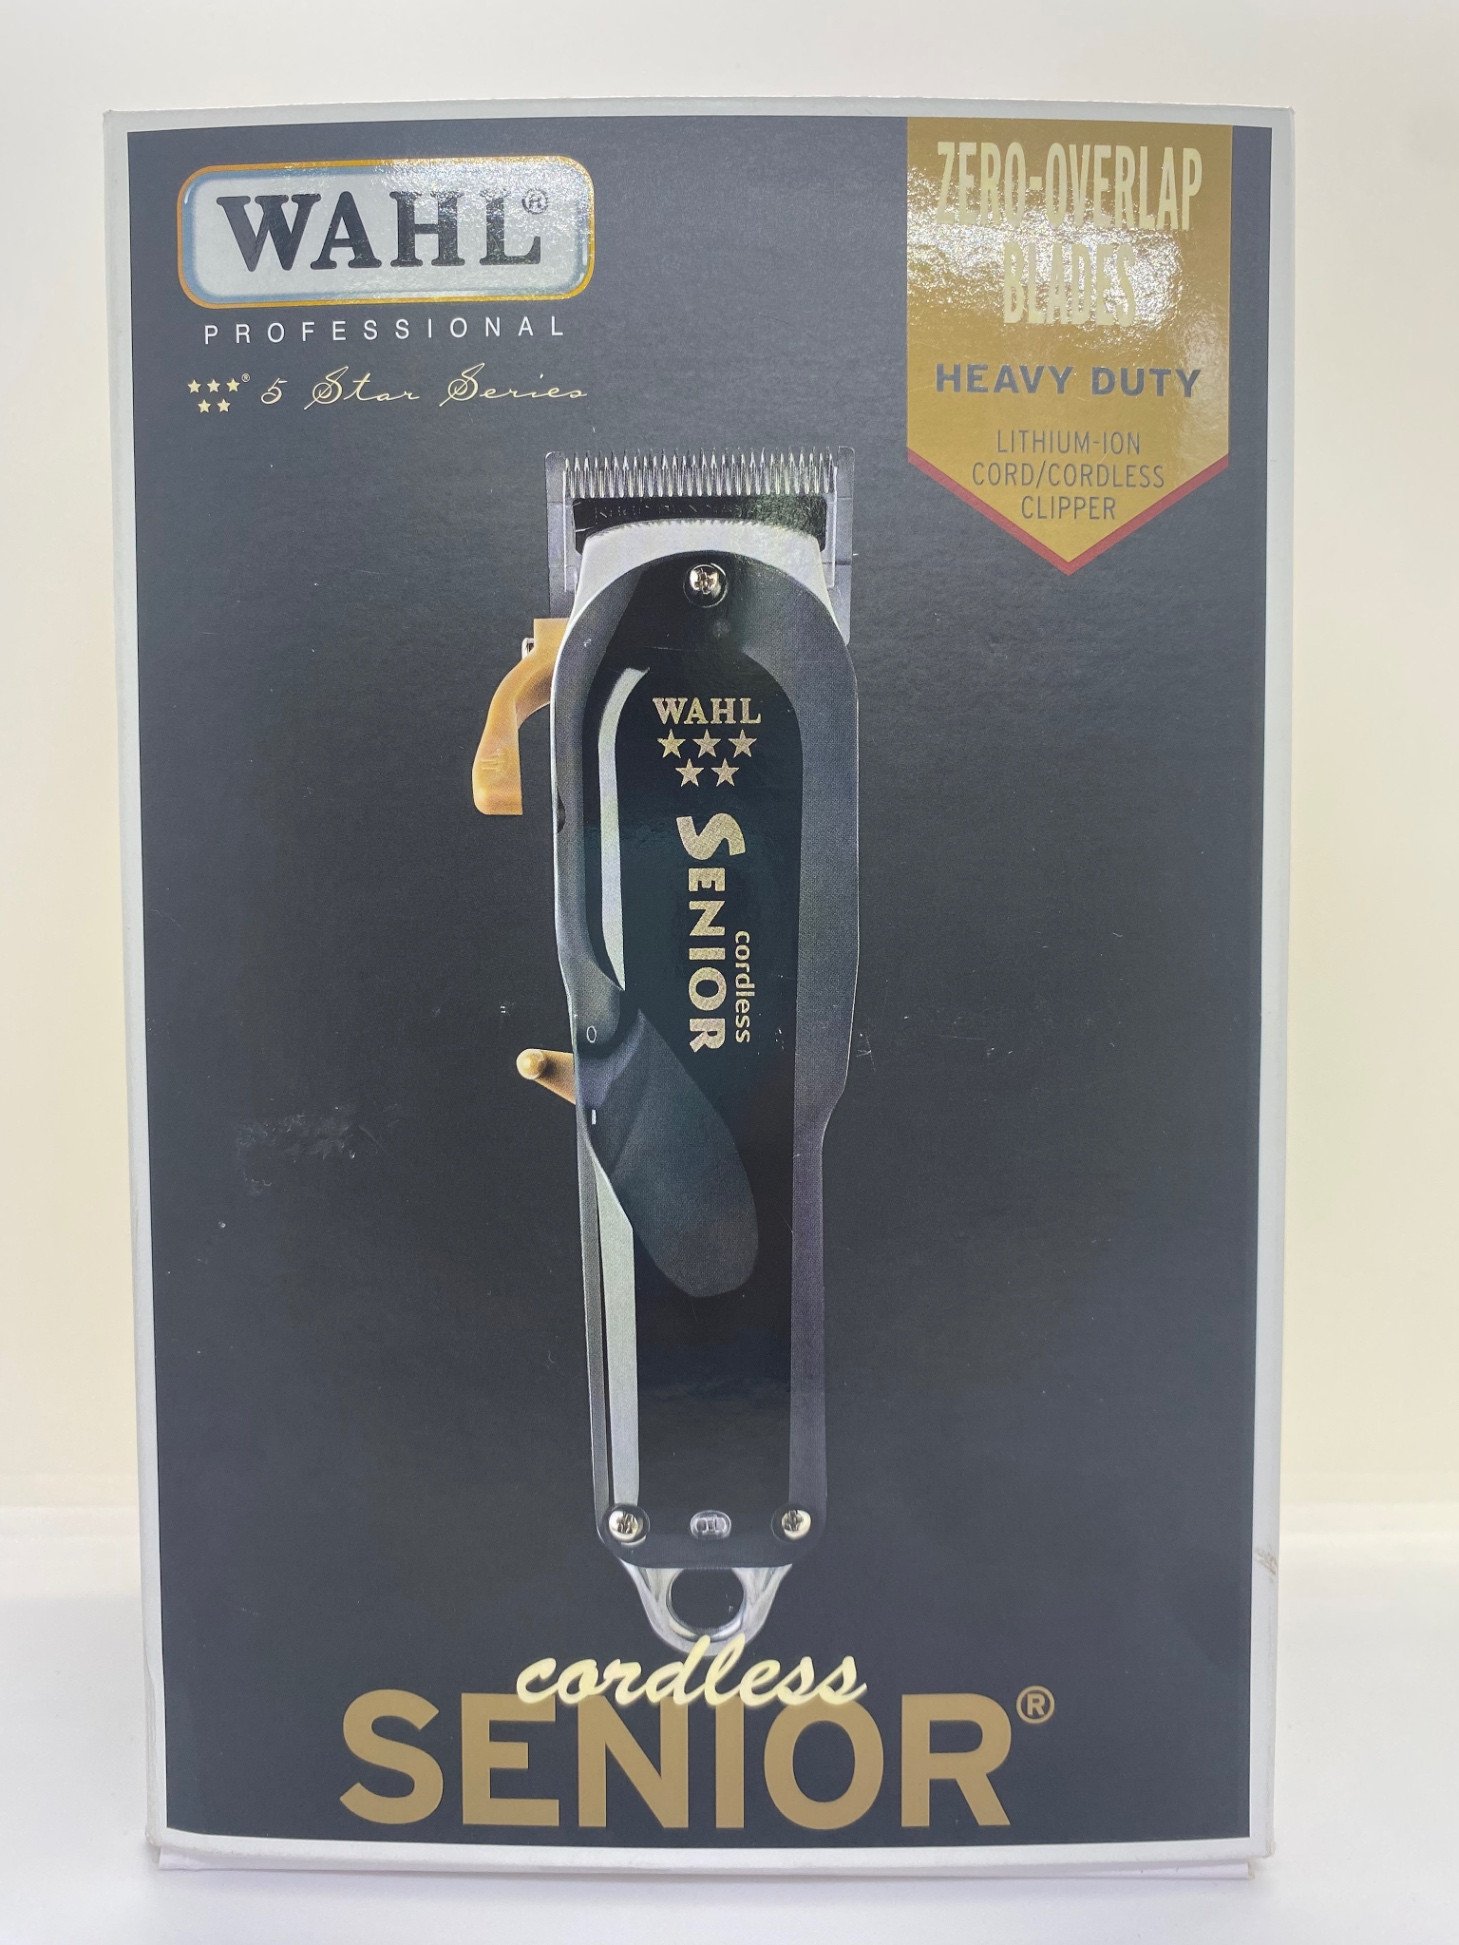 WAHL®
PROFESSIONAL
® 5 Star Series
ZERO-OVERLAP
BLADES
HEAVY DUTY
LITHIUM-ION
CORD/CORDLESS
CLIPPER
WAHL
SENIOR
cordless
0
I
cordless
SENIOR®